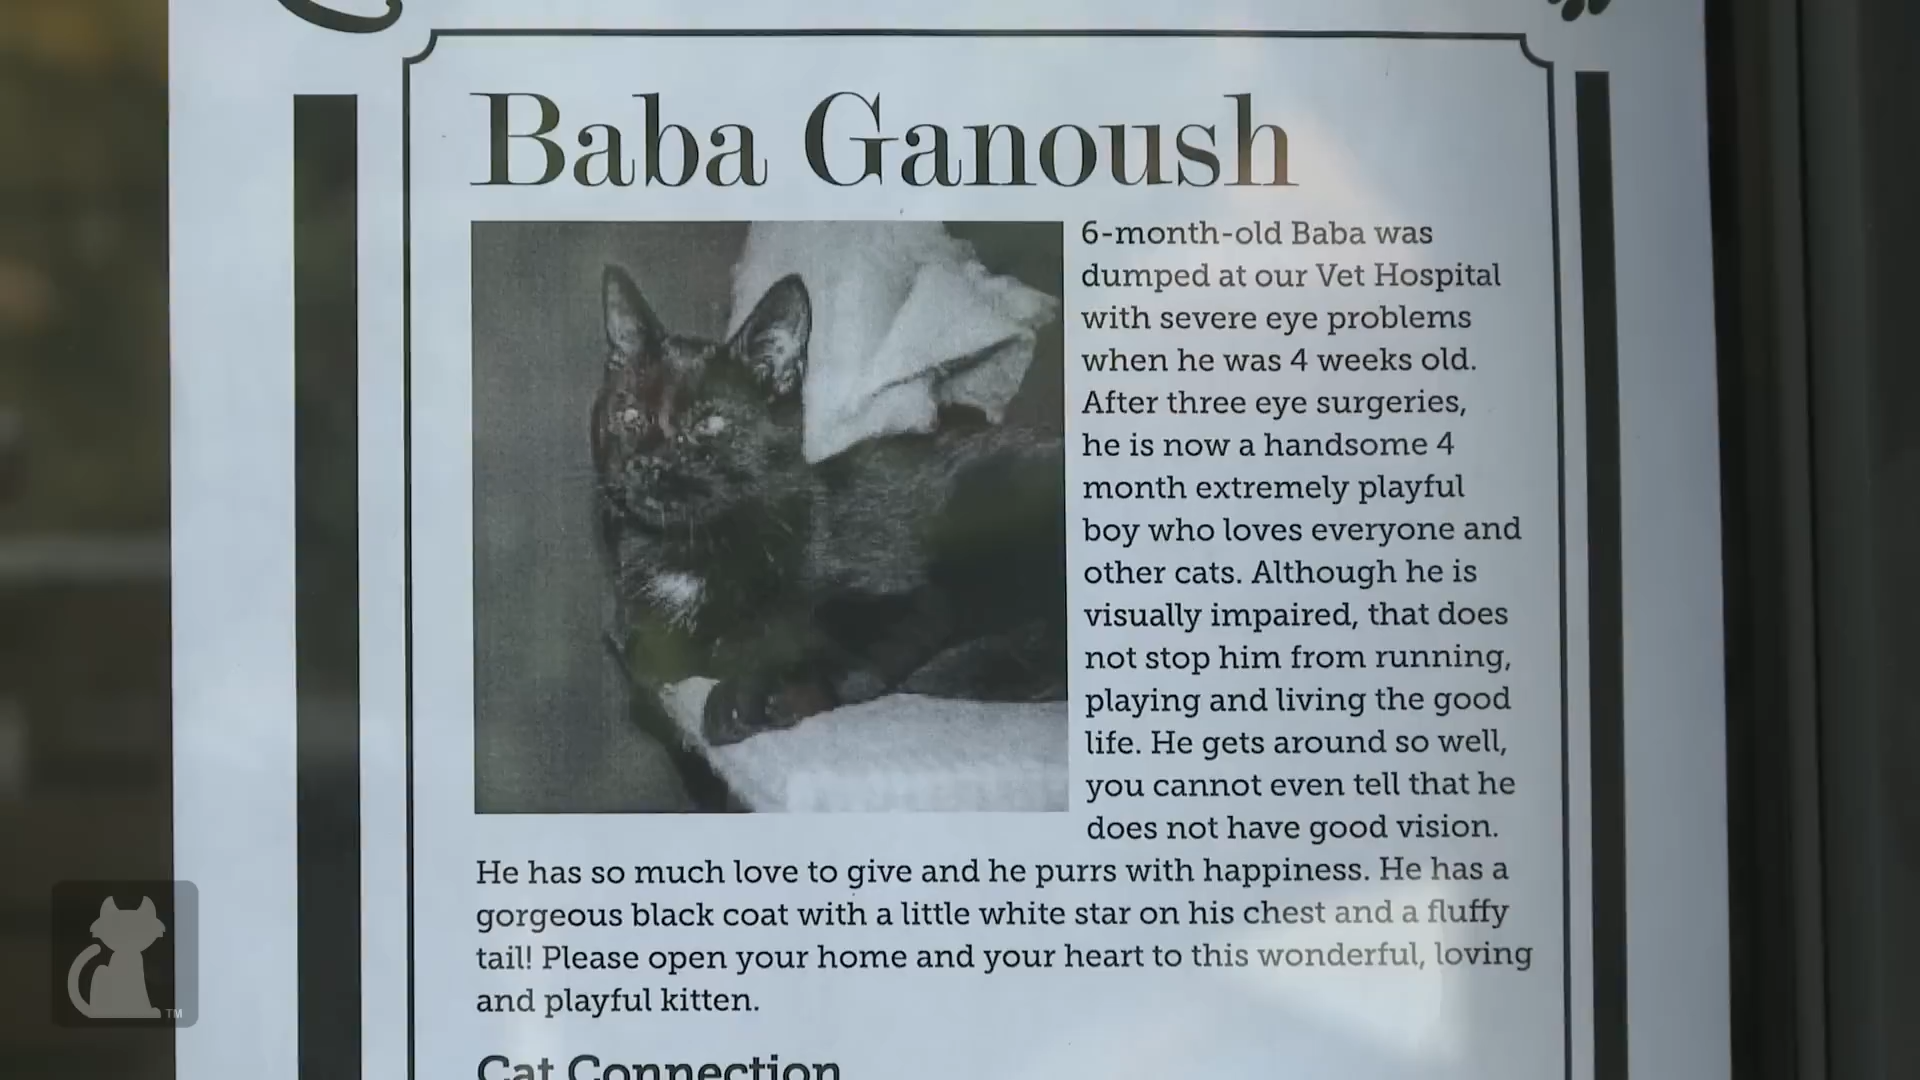 Baba Ganoush
6-month-old Baba was
dumped at our Vet Hospital
with severe eye problems
when he was 4 weeks old.
After three eye surgeries,
he is now a handsome 4
month extremely playful
boy who loves everyone and
other cats. Although he is
visually impaired, that does
not stop him from running,
playing and living the good
life. He gets around so well,
you cannot even tell that he
does not have good vision.
He has so much love to give and he purrs with happiness. He has a
gorgeous black coat with a little white star on his chest and a fluffy
tail! Please open your home and your heart to this wonderful, loving
and playful kitten.
Cat Connection
TM